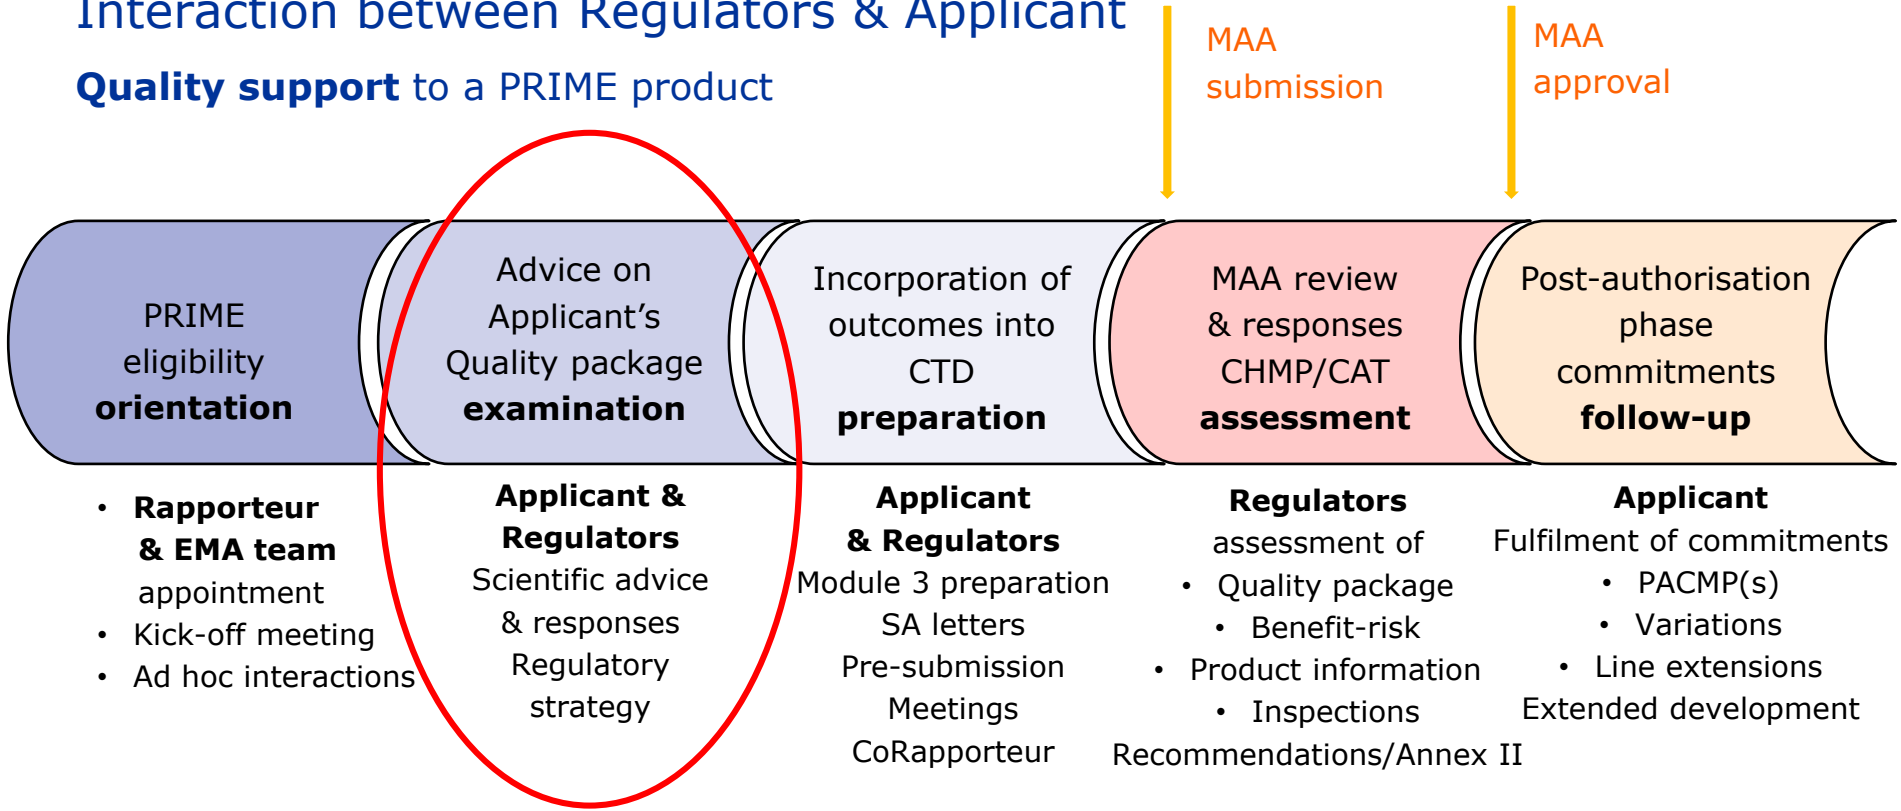 Interaction between Regulators & Applicant
Quality support to a PRIME product
MAA
submission
MAA
approval
PRIME
eligibility
orientation
Advice on
Applicant’s
Quality package
examination
Incorporation of
outcomes into
CTD
preparation
MAA review
& responses
CHMP/CAT
assessment
Post-authorisation
phase
commitments
follow-up
• Rapporteur
& EMA team
appointment
• Kick-off meeting
• Ad hoc interactions
Applicant &
Regulators
Scientific advice
& responses
Regulatory
strategy
Applicant
& Regulators
Module 3 preparation
SA letters
Pre-submission
Meetings
CoRapporteur
Regulators
assessment of
• Quality package
• Benefit-risk
• Product information
• Inspections
Recommendations/Annex II
Applicant
Fulfilment of commitments
• PACMP(s)
• Variations
• Line extensions
Extended development